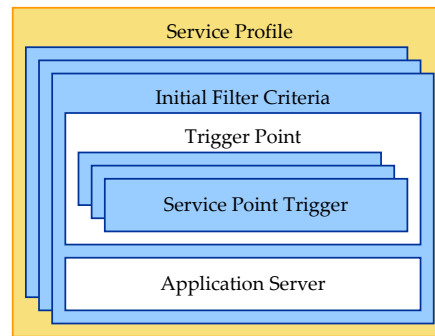 Service Profile
Initial Filter Criteria
Trigger Point
Service Point Trigger
Application Server